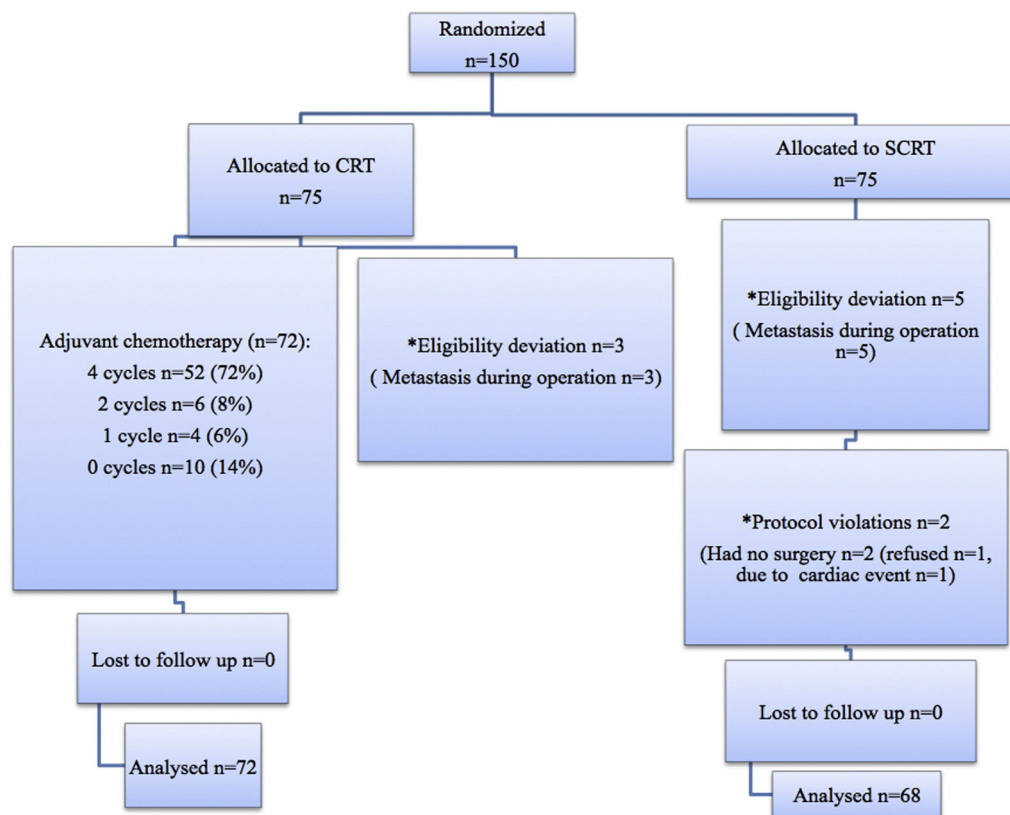 Randomized
n=150
Allocated to CRT
n=75
Allocated to SCRT
n=75
Adjuvant chemotherapy (n=72):
4 cycles n=52 (72%)
2 cycles n=6 (8%)
1 cycle n=4 (6%)
0 cycles n=10 (14%)
*Eligibility deviation n=3
( Metastasis during operation n=3)
*Eligibility deviation n=5
( Metastasis during operation
n=5)
*Protocol violations n=2
(Had no surgery n=2 (refused n=1,
due to cardiac event n=1)
Lost to follow up n=0
Analysed n=72
Lost to follow up n=0
Analysed n=68